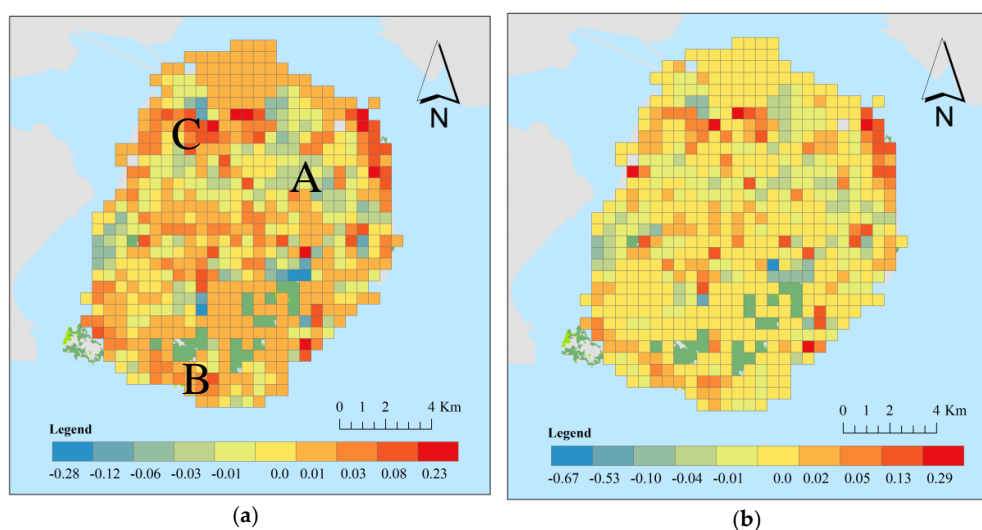 N
C
A
B
0 1 2 4 Km
Legend
-0.28 -0.12 -0.06 -0.03 -0.01 0.0 0.01 0.03 0.08 0.23
(a)
N
0 1 2 4 Km
Legend
-0.67 -0.53 -0.10 -0.04 -0.01 0.0 0.02 0.05 0.13 0.29
(b)